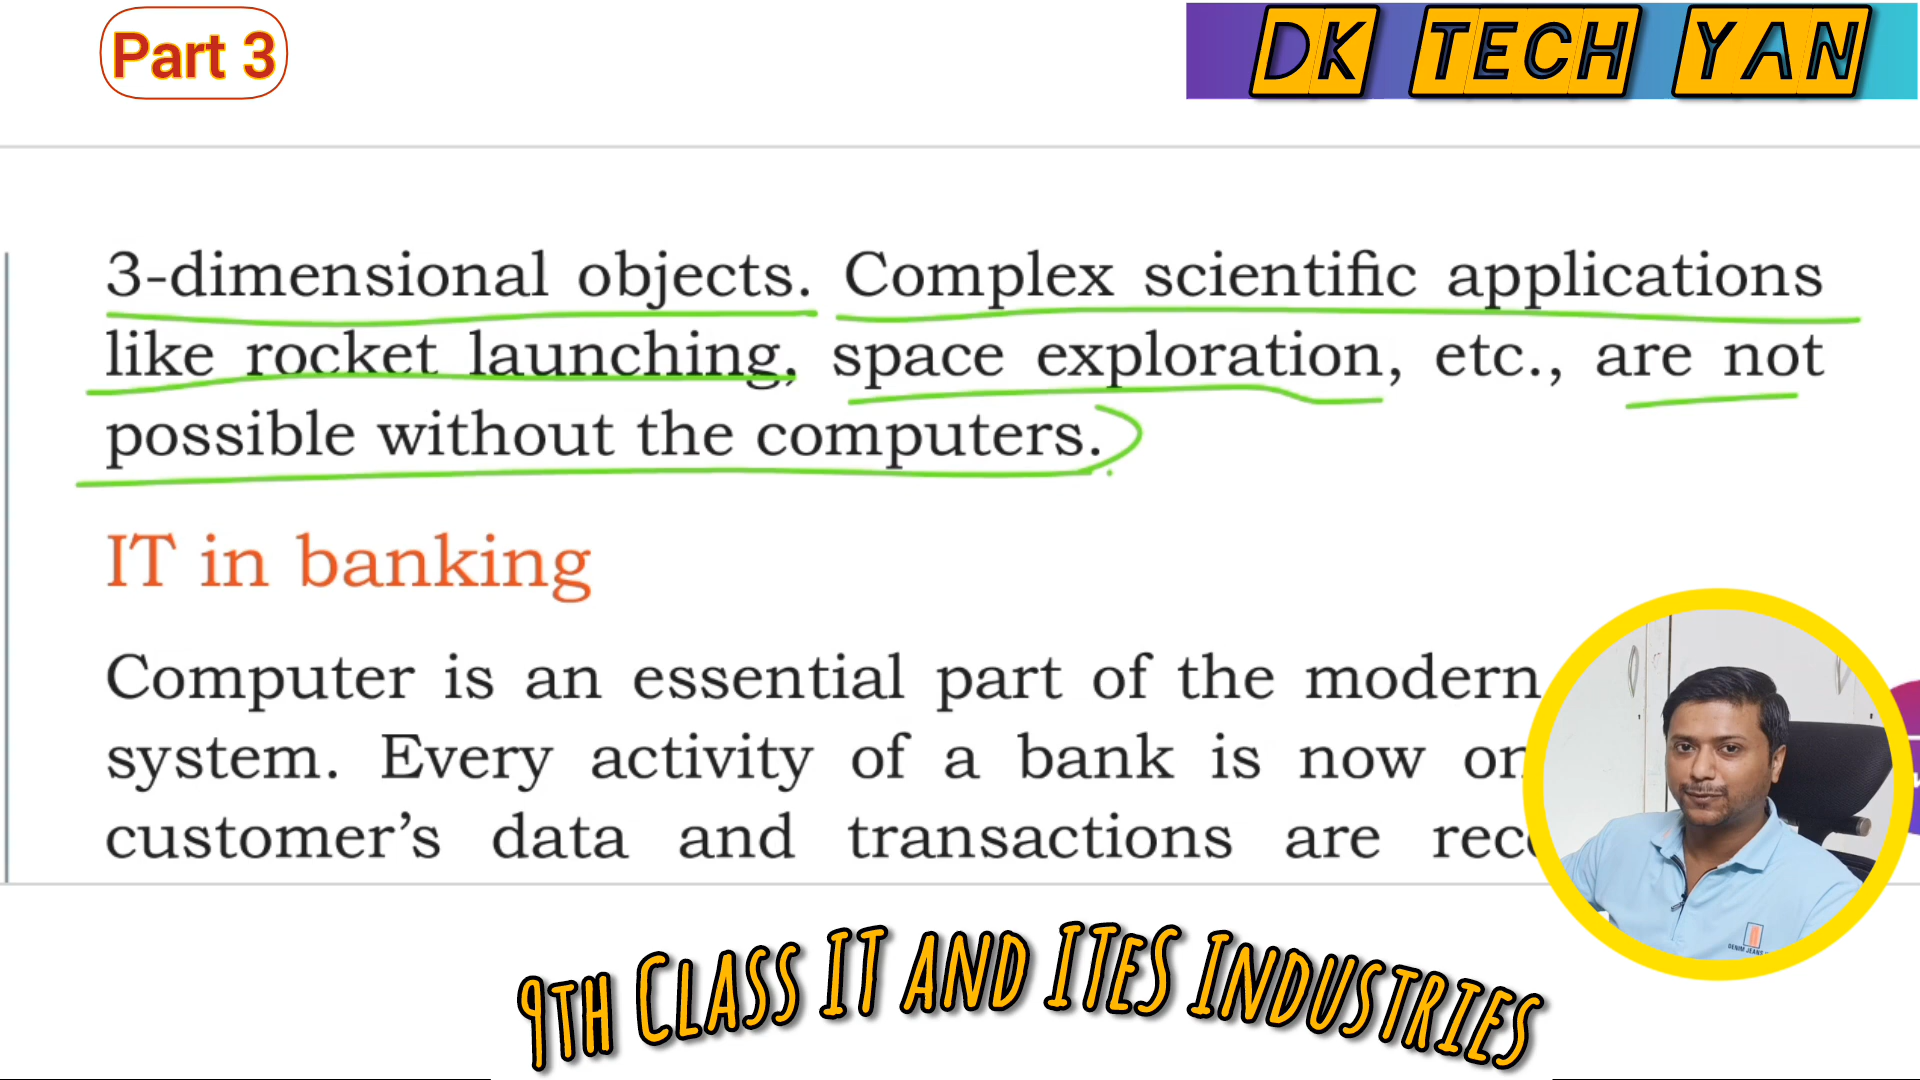 Part 3
DK TECH YAN
3-dimensional objects. Complex scientific applications
like rocket launching, space exploration, etc., are not
possible without the computers.
IT in banking
Computer is an essential part of the modern
system. Every activity of a bank is now
customer's data and transactions are
9th Class IT and ITeS Industries